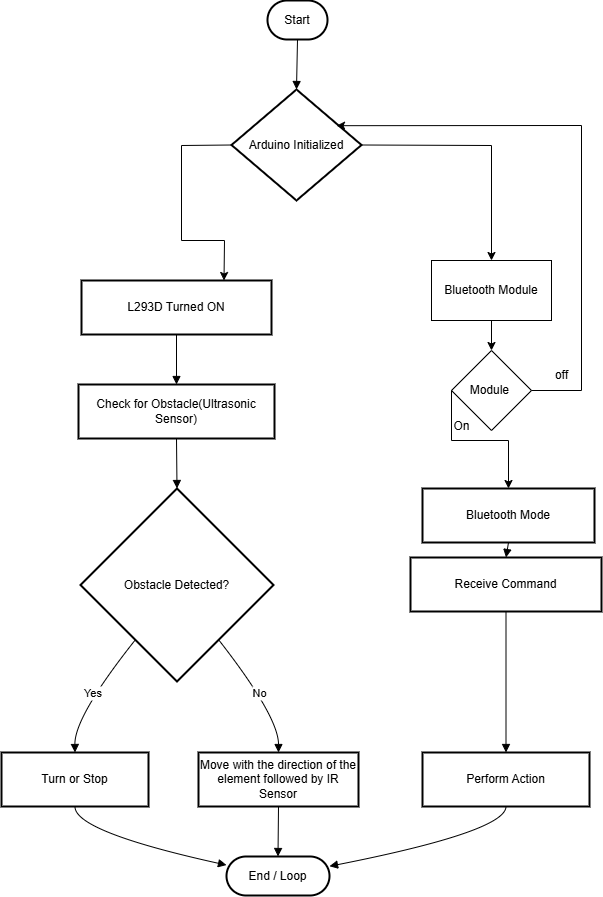 Start
Arduino Initialized
L293D Turned ON
Bluetooth Module
off
Module
Check for Obstacle(Ultrasonic
Sensor)
On
Bluetooth Mode
Obstacle Detected?
Receive Command
Yes
No
Turn or Stop
Move with the direction of the
element followed by IR
Sensor
Perform Action
End / Loop